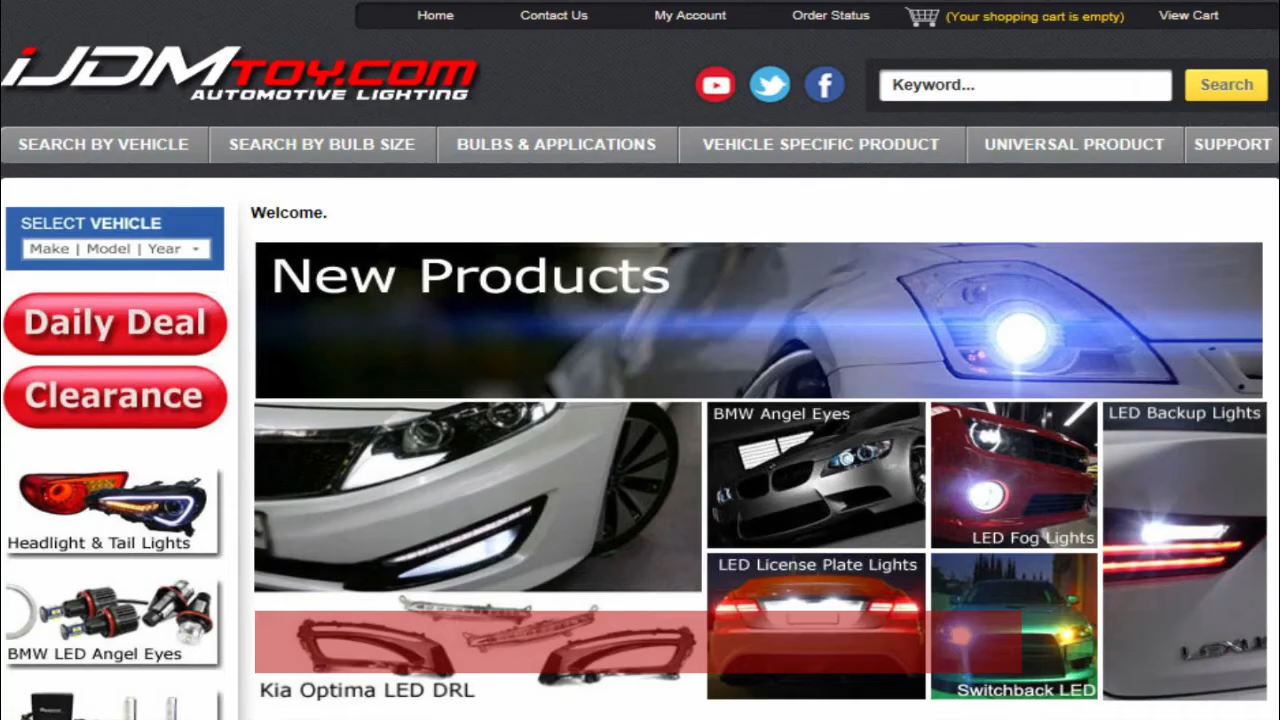 Home Contact Us My Account Order Status (Your shopping cart is empty) View Cart
iJDMTOY.COM
AUTOMOTIVE LIGHTING
Keyword... Search
SEARCH BY VEHICLE SEARCH BY BULB SIZE BULBS & APPLICATIONS VEHICLE SPECIFIC PRODUCT UNIVERSAL PRODUCT SUPPORT
Welcome.
SELECT VEHICLE
Make | Model | Year
Daily Deal
Clearance
Headlight & Tail Lights
BMW LED Angel Eyes
New Products
BMW Angel Eyes
LED Backup Lights
LED Fog Lights
LED License Plate Lights
Kia Optima LED DRL
Switchback LED